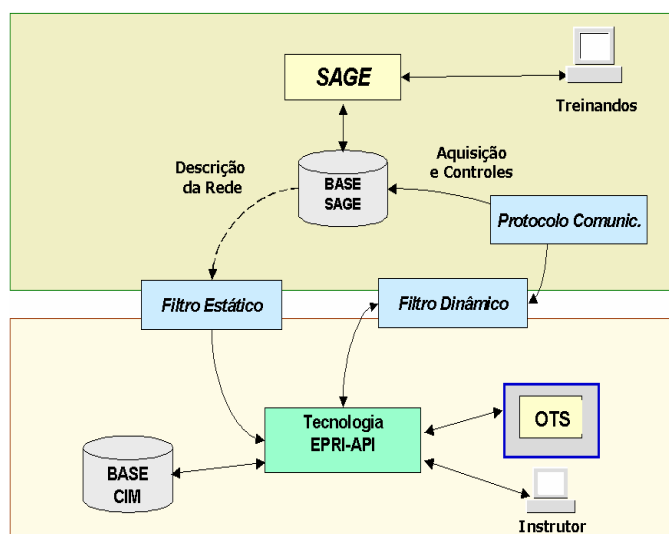 SAGE
Treinandos
Descrição
da Rede
Aquisição
e Controles
BASE
SAGE
Protocolo Comunic.
Filtro Estático
Filtro Dinâmico
Tecnologia
EPRI-API
OTS
BASE
CIM
Instrutor